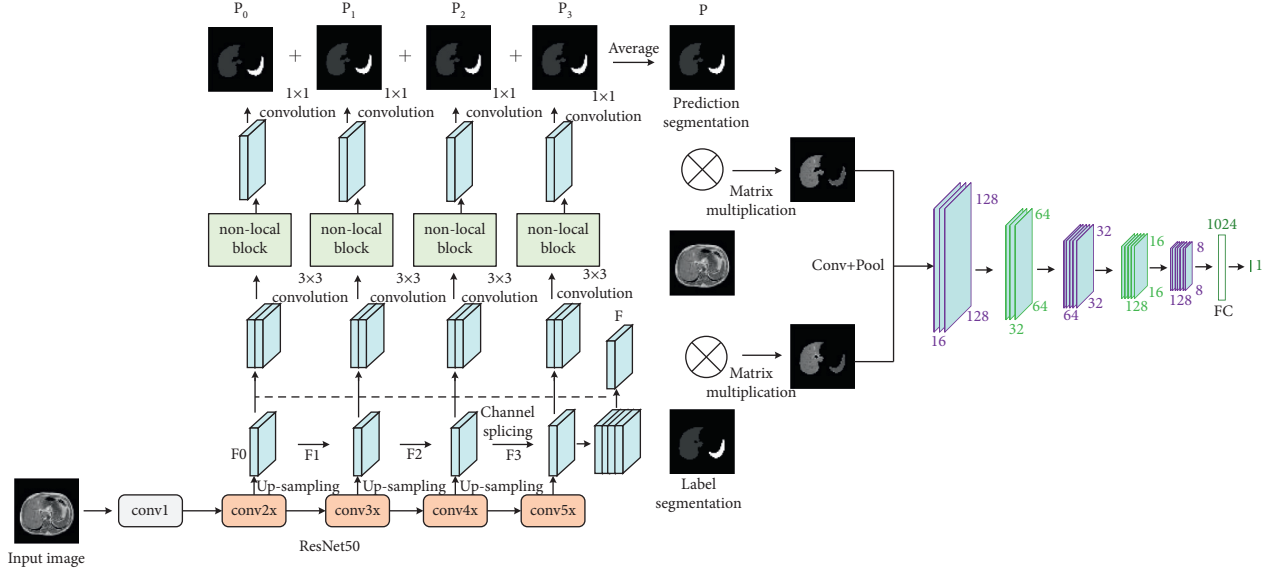 P0
P1
P2
P3
P
+
+
+
Average
1×1
convolution
1×1
convolution
1×1
convolution
1×1
convolution
Prediction
segmentation
non-local
block
non-local
block
non-local
block
non-local
block
3×3
convolution
3×3
convolution
3×3
convolution
3×3
convolution
F
Matrix
multiplication
Matrix
multiplication
Conv+Pool
128
128
16
64
64
32
32
32
64
16
16
128
8
8
128
1024
FC
1
F0
F1
F2
Channel
splicing
F3
Label
segmentation
Up-sampling
Up-sampling
Up-sampling
conv1
conv2x
conv3x
conv4x
conv5x
Input image
ResNet50